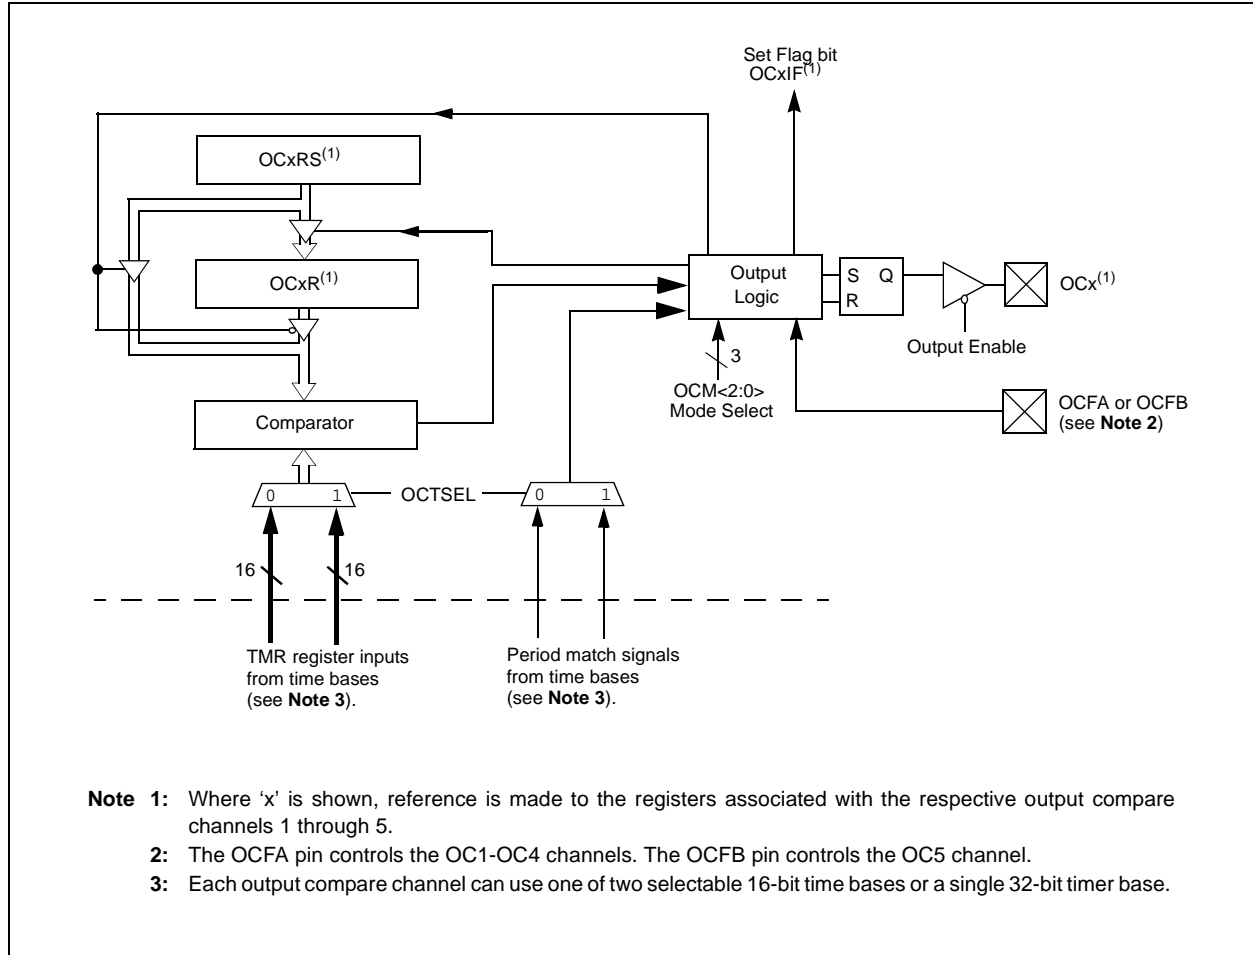 Set Flag bit
OCxIF(1)
OCxRS(1)
OCxR(1)
Output
Logic
S Q
R
OCx(1)
Output Enable
3
OCM<2:0>
Mode Select
OCFA or OCFB
(see Note 2)
Comparator
0 1
OCTSEL
0 1
16
16
TMR register inputs
from time bases
(see Note 3).
Period match signals
from time bases
(see Note 3).
Note 1: Where ‘x’ is shown, reference is made to the registers associated with the respective output compare
channels 1 through 5.
2: The OCFA pin controls the OC1-OC4 channels. The OCFB pin controls the OC5 channel.
3: Each output compare channel can use one of two selectable 16-bit time bases or a single 32-bit timer base.